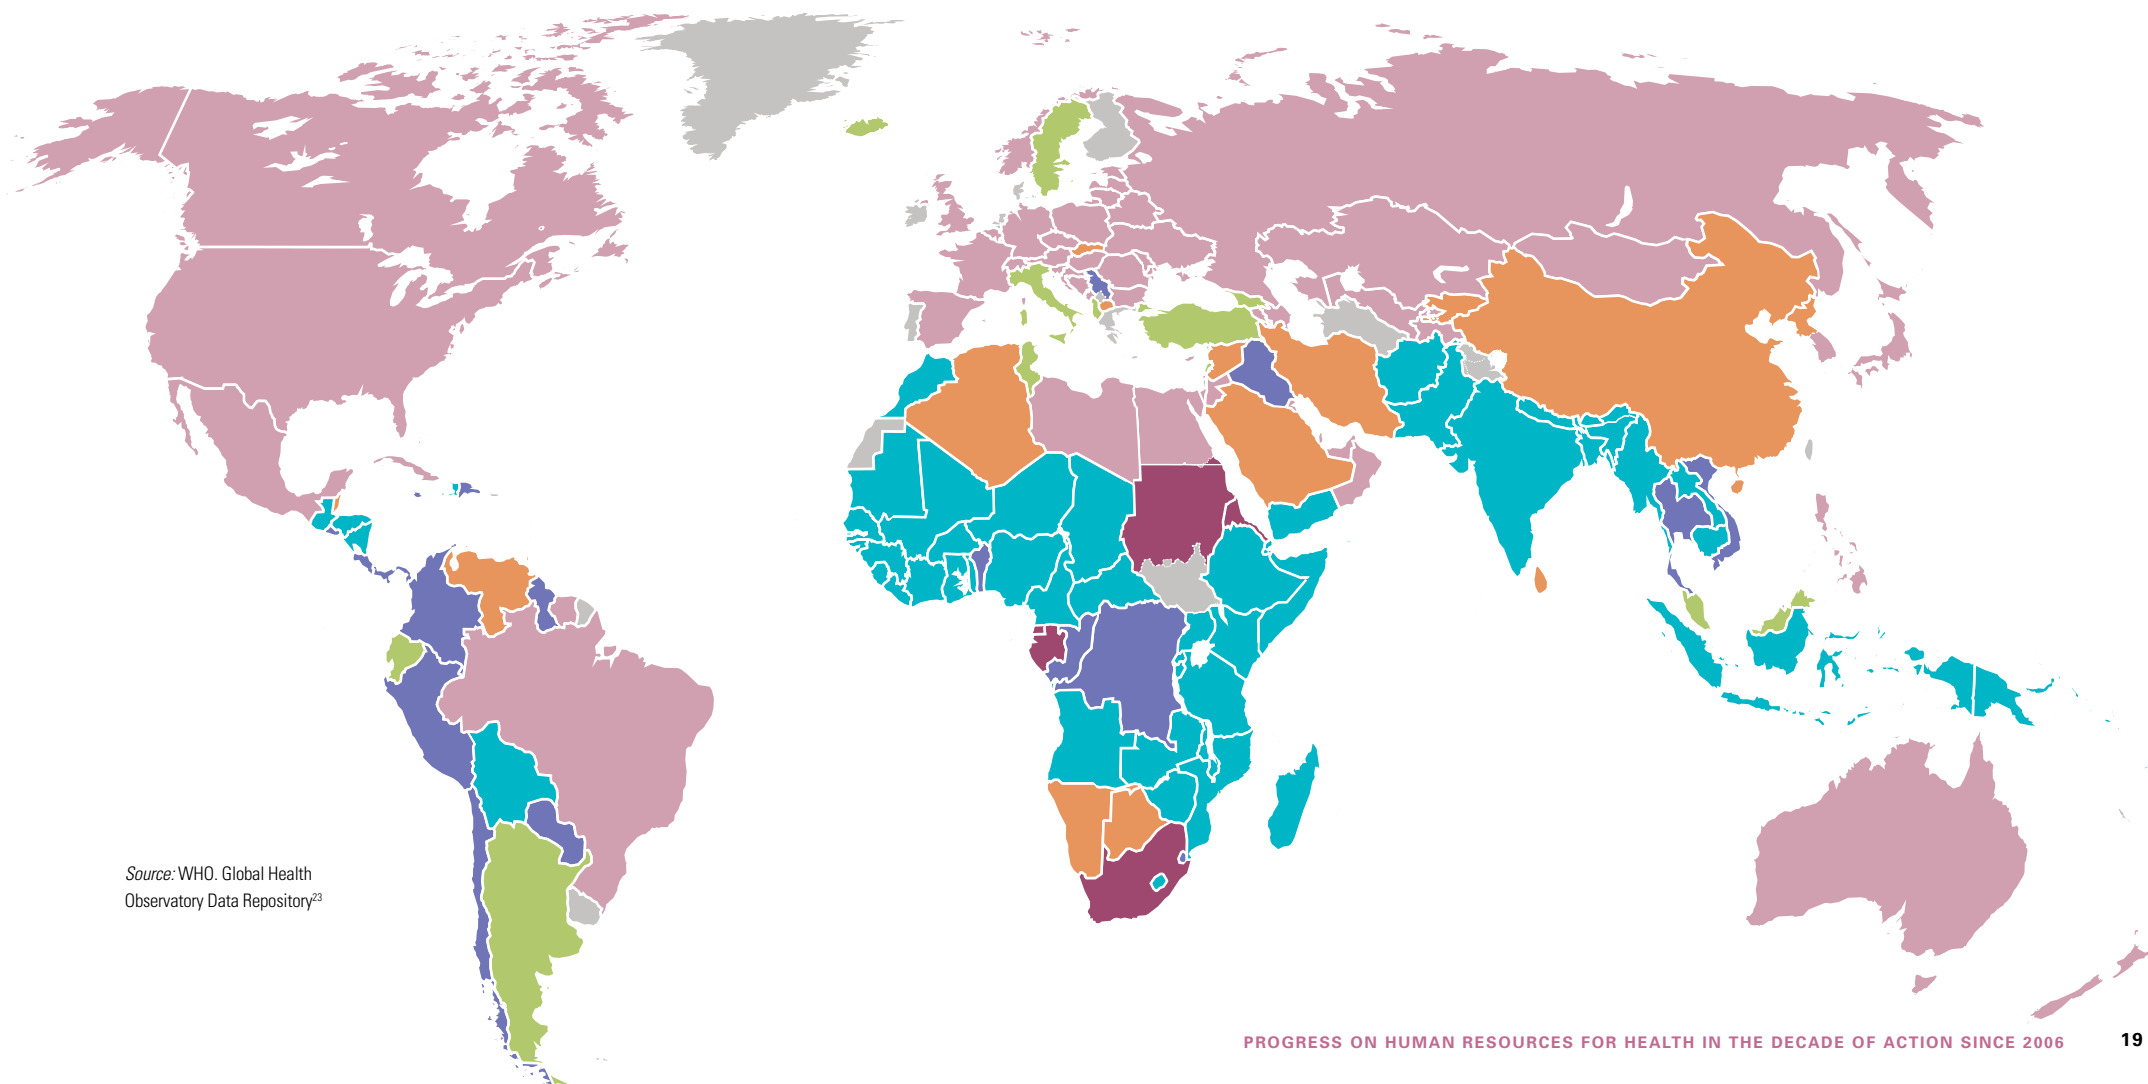 Source: WHO. Global Health
Observatory Data Repository23
PROGRESS ON HUMAN RESOURCES FOR HEALTH IN THE DECADE OF ACTION SINCE 2006 19